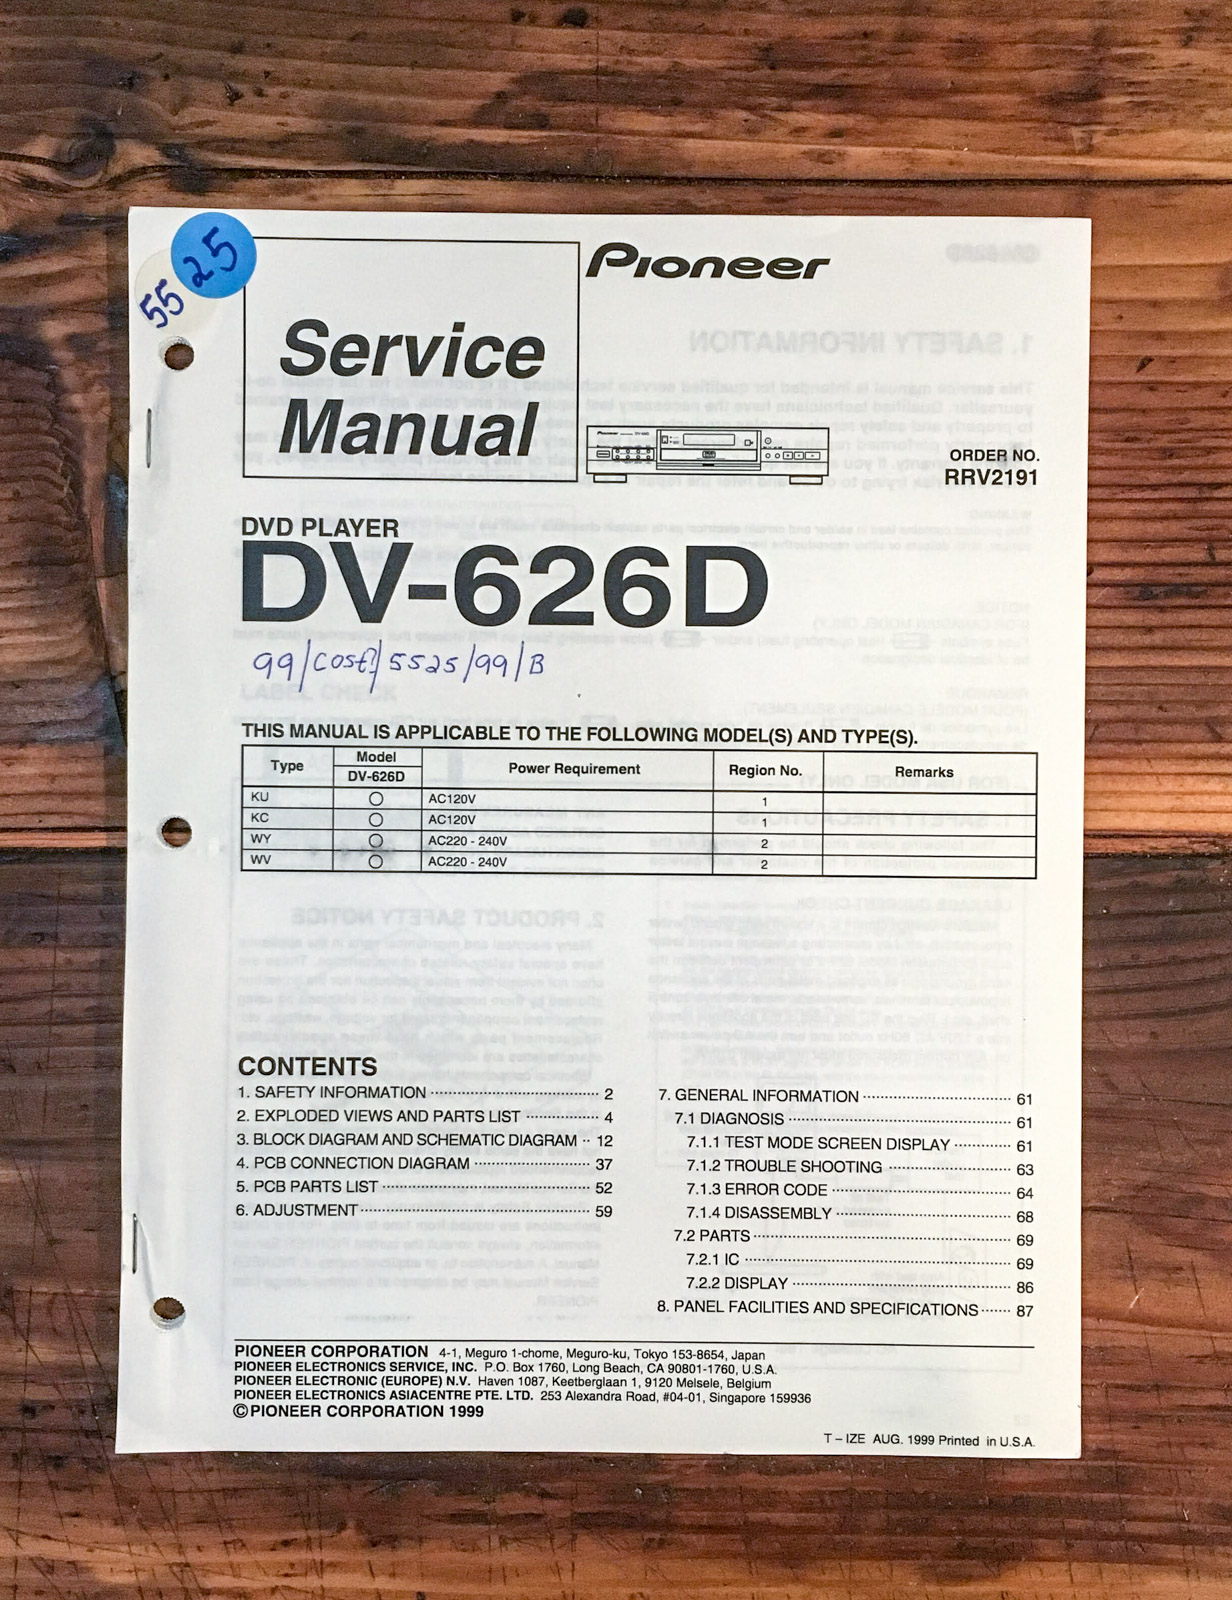 25
55
Pioneer
Service
Manual
ORDER NO.
RRV2191
DVD PLAYER
DV-626D
99/COST/5525/99/B
THIS MANUAL IS APPLICABLE TO THE FOLLOWING MODEL(S) AND TYPE(S).
Type Model Power Requirement Region No. Remarks
DV-626D
KU ○ AC120V 1
KC ○ AC120V 1
WY ○ AC220 - 240V 2
WV ○ AC220 - 240V 2
CONTENTS
1. SAFETY INFORMATION 2
2. EXPLODED VIEWS AND PARTS LIST 4
3. BLOCK DIAGRAM AND SCHEMATIC DIAGRAM 12
4. PCB CONNECTION DIAGRAM 37
5. PCB PARTS LIST 52
6. ADJUSTMENT 59
7. GENERAL INFORMATION 61
7.1 DIAGNOSIS 61
7.1.1 TEST MODE SCREEN DISPLAY 61
7.1.2 TROUBLE SHOOTING 63
7.1.3 ERROR CODE 64
7.1.4 DISASSEMBLY 68
7.2 PARTS 69
7.2.1 IC 69
7.2.2 DISPLAY 86
8. PANEL FACILITIES AND SPECIFICATIONS 87
PIONEER CORPORATION 4-1, Meguro 1-chome, Meguro-ku, Tokyo 153-8654, Japan
PIONEER ELECTRONICS SERVICE, INC. P.O. Box 1760, Long Beach, CA 90801-1760, U.S.A.
PIONEER ELECTRONIC (EUROPE) N.V. Haven 1087, Keetberglaan 1, 9120 Melsele, Belgium
PIONEER ELECTRONICS ASIACENTRE PTE. LTD. 253 Alexandra Road, #04-01, Singapore 159936
©PIONEER CORPORATION 1999
T – IZE AUG. 1999 Printed in U.S.A.